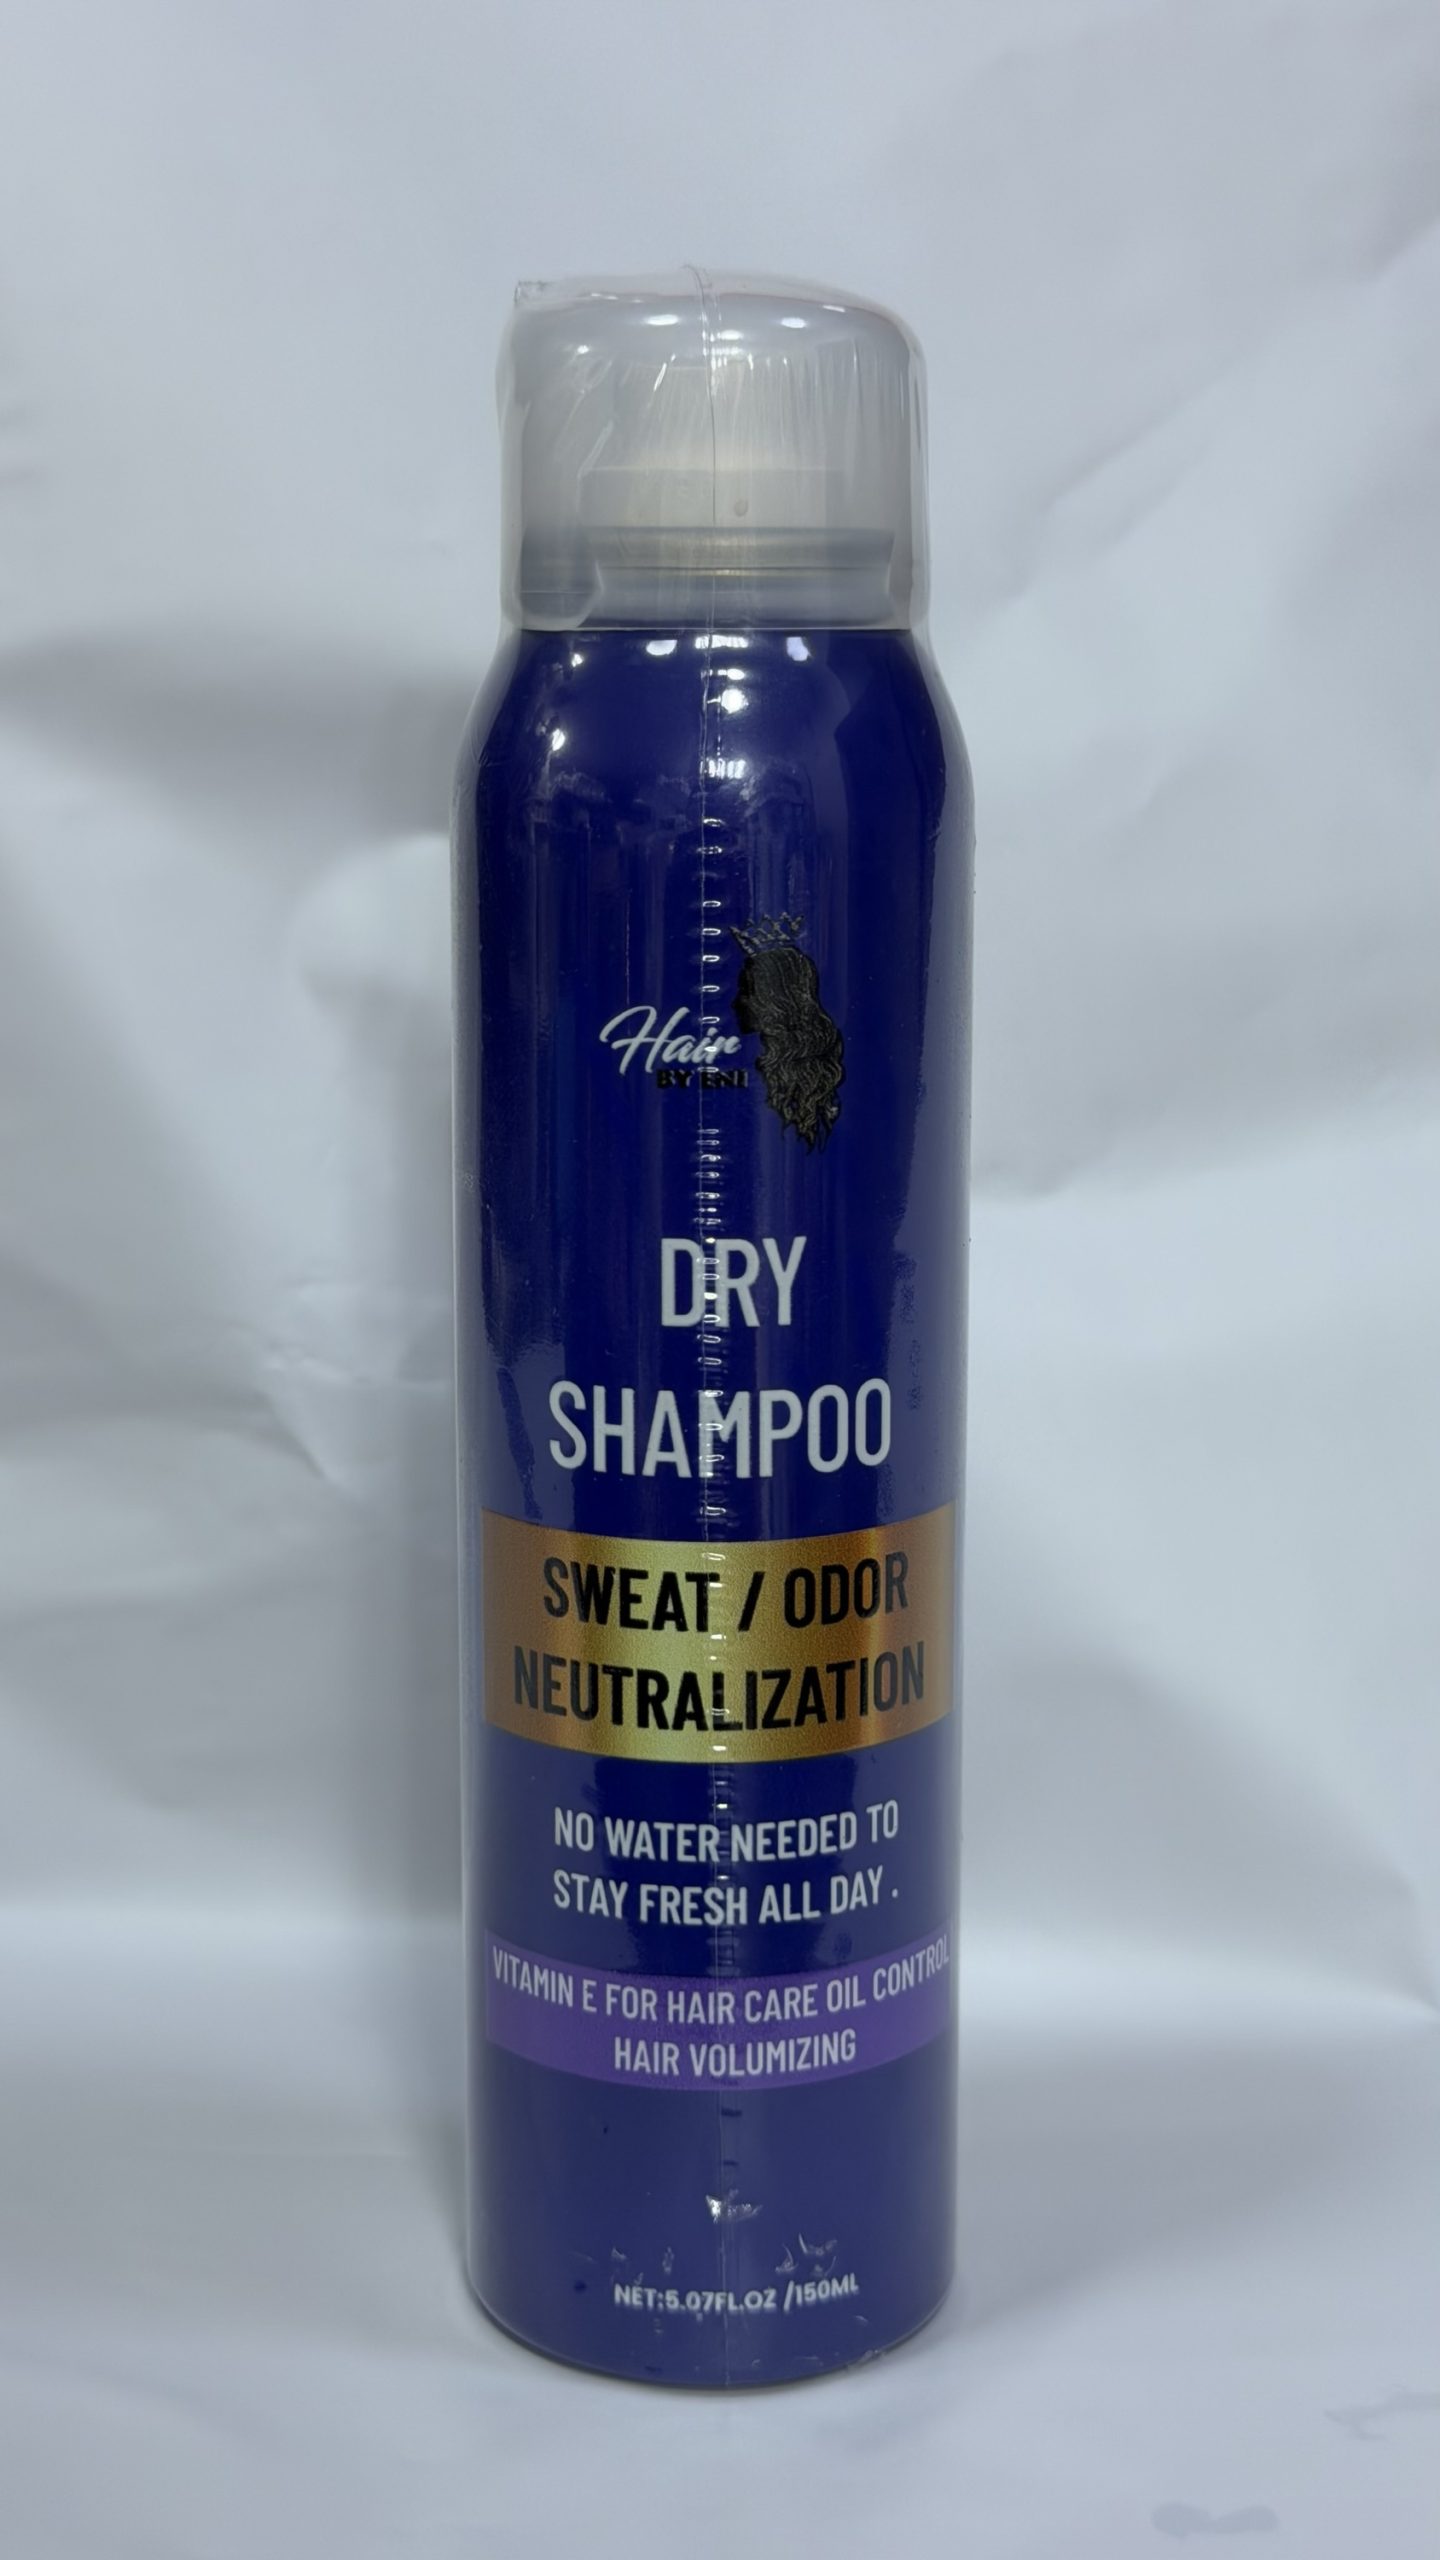 Hair
BY ENI
DRY
SHAMPOO
SWEAT / ODOR
NEUTRALIZATION
NO WATER NEEDED TO
STAY FRESH ALL DAY .
VITAMIN E FOR HAIR CARE OIL CONTROL
HAIR VOLUMIZING
NET:5.07FL.OZ /150ML